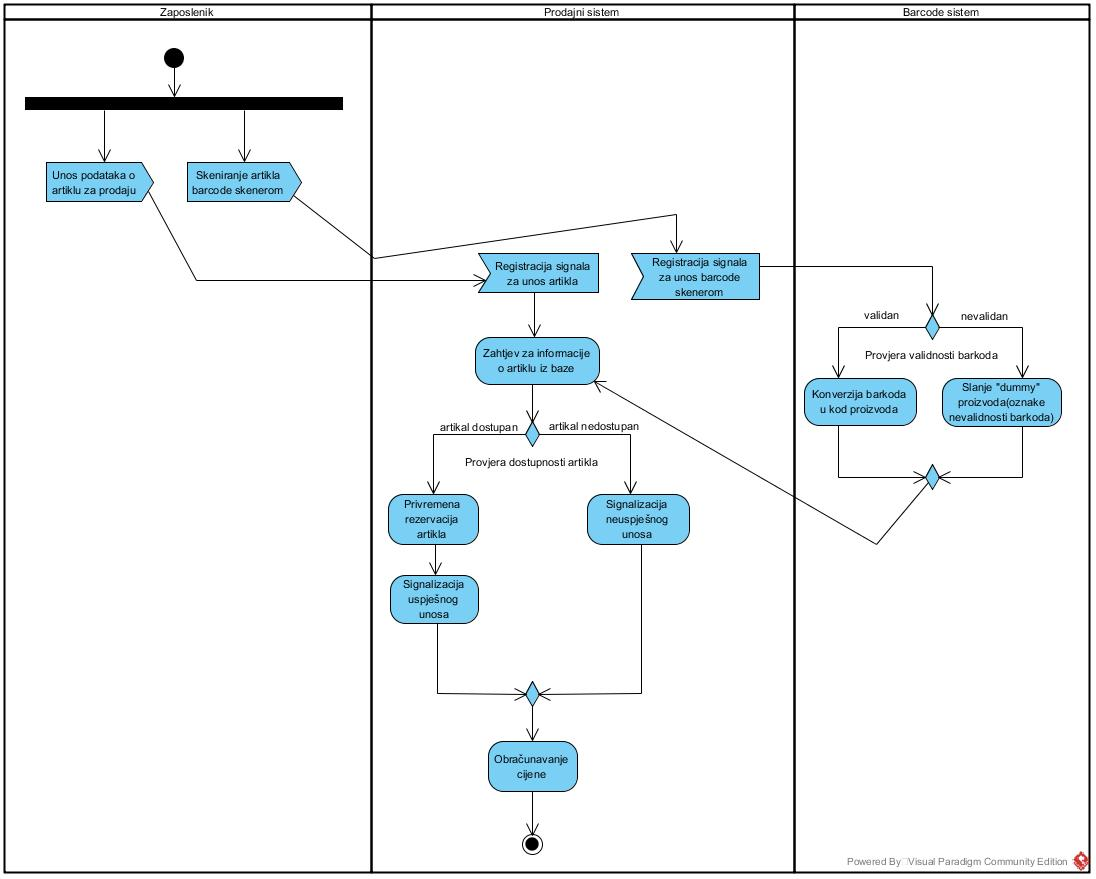 Zaposlenik
Prodajni sistem
Barcode sistem
Unos podataka o
artiklu za prodaju
Skeniranje artikla
barcode skenerom
Registracija signala
za unos artikla
Registracija signala
za unos barcode
skenerom
validan
nevalidan
Provjera validnosti barkoda
Konverzija barkoda
u kod proizvoda
Slanje "dummy"
proizvoda(oznake
nevalidnosti barkoda)
Zahtjev za informacije
o artiklu iz baze
artikal dostupan
artikal nedostupan
Provjera dostupnosti artikla
Privremena
rezervacija
artikla
Signalizacija
neuspješnog
unosa
Signalizacija
uspješnog
unosa
Obračunavanje
cijene
Powered By Visual Paradigm Community Edition